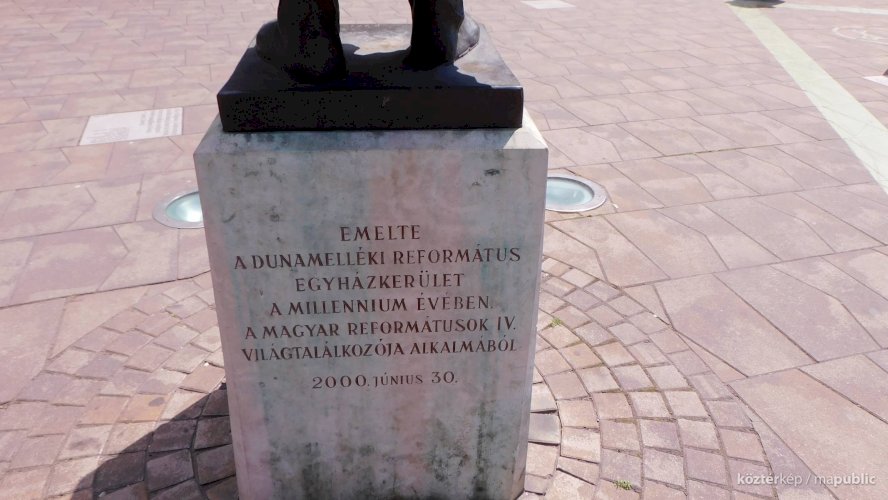 EMELTE
A DUNAMELLÉKI REFORMÁTUS
EGYHÁZKERÜLET
A MILLENNIUM ÉVÉBEN.
A MAGYAR REFORMÁTUSOK IV.
VILÁGTALÁLKOZÓJA ALKALMÁBÓL
2000. JÚNIUS 30.
köztérkép / mapublic